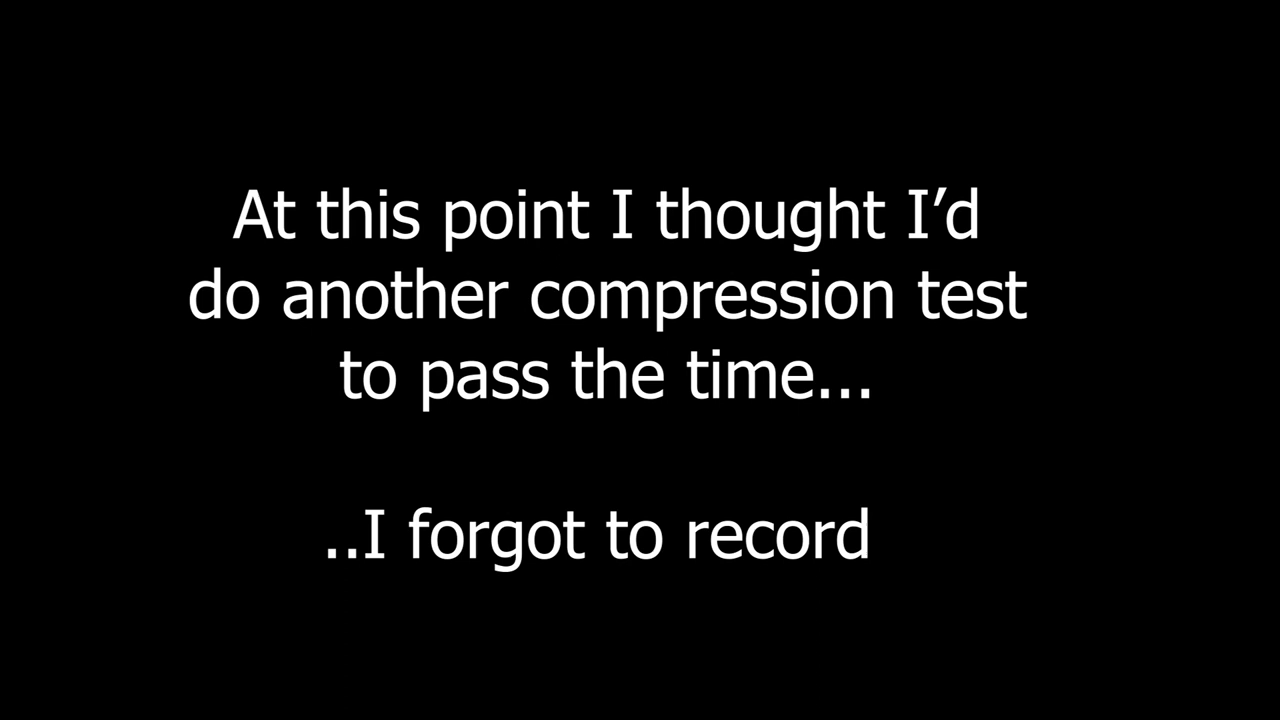 At this point I thought I’d
do another compression test
to pass the time...
..I forgot to record